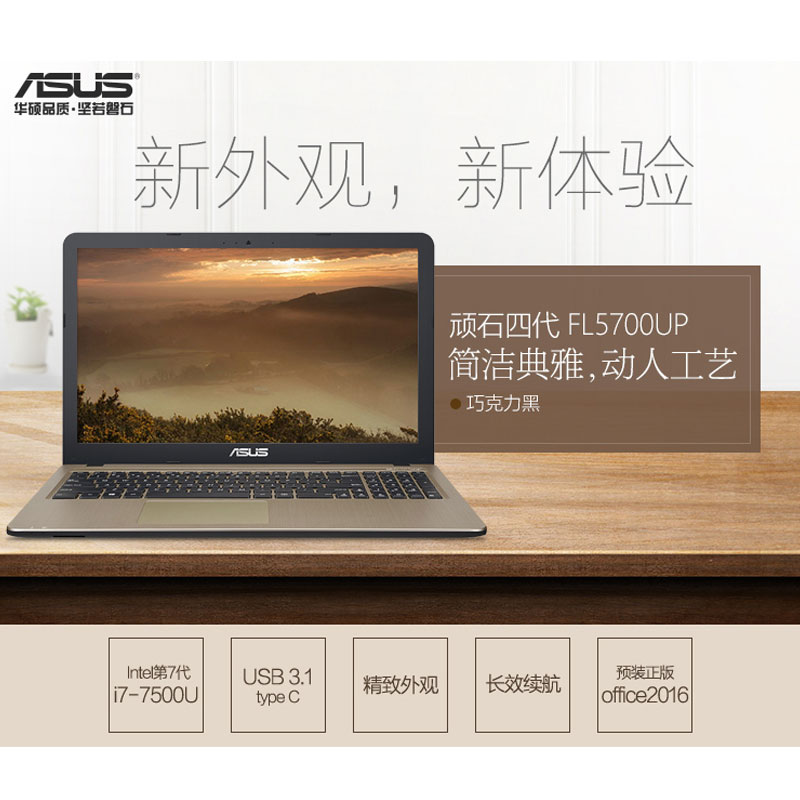 ASUS®
华硕品质·坚若磐石
新外观，新体验
顽石四代 FL5700UP
简洁典雅,动人工艺
巧克力黑
ASUS
Intel第7代
i7-7500U
USB 3.1
type C
精致外观
长效续航
预装正版
office2016